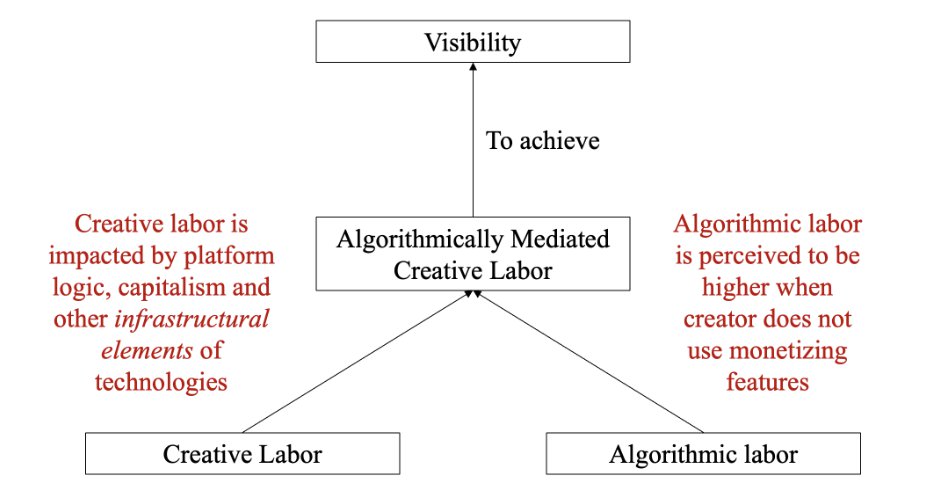 Visibility
To achieve
Creative labor is
impacted by platform
logic, capitalism and
other infrastructural
elements of
technologies
Algorithmically Mediated
Creative Labor
Algorithmic labor
is perceived to be
higher when
creator does not
use monetizing
features
Creative Labor
Algorithmic labor